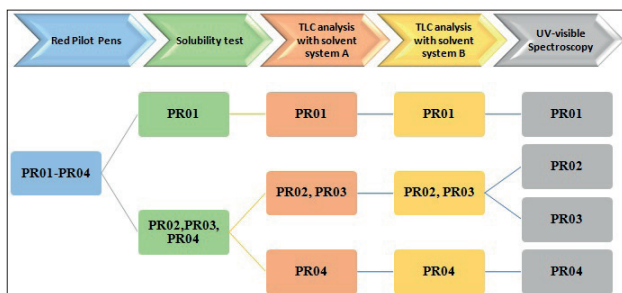 Red Pilot Pens
Solubility test
TLC analysis
with solvent
system A
TLC analysis
with solvent
system B
UV-visible
Spectroscopy
PR01-PR04
PR01
PR02,PR03,
PR04
PR01
PR02, PR03
PR04
PR01
PR02, PR03
PR04
PR01
PR02
PR03
PR04